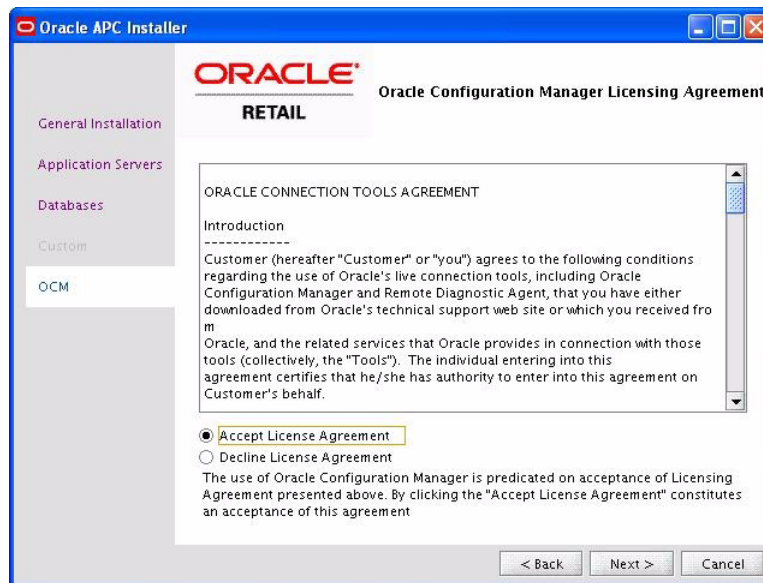 Oracle APC Installer
ORACLE
RETAIL
Oracle Configuration Manager Licensing Agreement
General Installation
Application Servers
Databases
Custom
OCM
ORACLE CONNECTION TOOLS AGREEMENT
Introduction
------------
Customer (hereafter "Customer" or "you") agrees to the following conditions
regarding the use of Oracle's live connection tools, including Oracle
Configuration Manager and Remote Diagnostic Agent, that you have either
downloaded from Oracle's technical support web site or which you received fro
m
Oracle, and the related services that Oracle provides in connection with those
tools (collectively, the "Tools"). The individual entering into this
agreement certifies that he/she has authority to enter into this agreement on
Customer's behalf.
Accept License Agreement
Decline License Agreement
The use of Oracle Configuration Manager is predicated on acceptance of Licensing
Agreement presented above. By clicking the "Accept License Agreement" constitutes
an acceptance of this agreement
< Back
Next >
Cancel